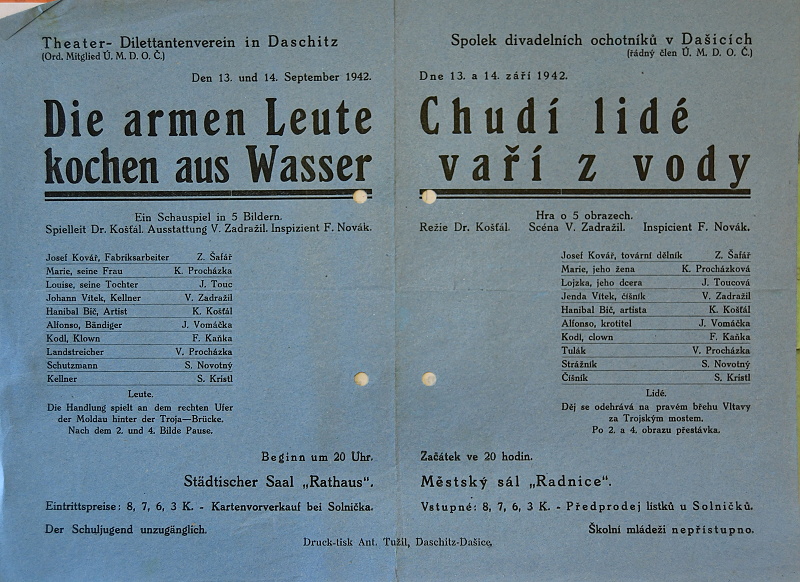 Theater- Dilettantenverein in Daschitz
(Ord. Mitglied Ú. M. D. O. Č.)
Den 13. und 14. September 1942.
Die armen Leute
kochen aus Wasser
Ein Schauspiel in 5 Bildern.
Spielleit Dr. Košťál. Ausstattung V. Zadražil. Inspizient F. Novák.
Josef Kovář, Fabriksarbeiter Z. Šafář
Marie, seine Frau K. Procházka
Louise, seine Tochter J. Touc
Johann Vítek, Kellner V. Zadražil
Hanibal Bič, Artist K. Košťál
Alfonso, Bändiger J. Vomáčka
Kodl, Klown F. Kaňka
Landstreicher V. Procházka
Schutzmann S. Novotný
Kellner S. Kristl
Leute.
Die Handlung spielt an dem rechten Ufer
der Moldau hinter der Troja—Brücke.
Nach dem 2. und 4. Bilde Pause.
Beginn um 20 Uhr.
Städtischer Saal „Rathaus".
Eintrittspreise: 8, 7, 6, 3 K. - Kartenvorverkauf bei Solnička.
Der Schuljugend unzugänglich.
Spolek divadelních ochotníků v Dašicích
(řádný člen Ú. M. D. O. Č.)
Dne 13. a 14. září 1942.
Chudí lidé
vaří z vody
Hra o 5 obrazech.
Režie Dr. Košťál. Scéna V. Zadražil. Inspicient F. Novák.
Josef Kovář, tovární dělník Z. Šafář
Marie, jeho žena K. Procházková
Lojzka, jeho dcera J. Toucová
Jenda Vítek, číšník V. Zadražil
Hanibal Bič, artista K. Košťál
Alfonso, krotitel J. Vomáčka
Kodl, clown F. Kaňka
Tulák V. Procházka
Strážník S. Novotný
Číšník S. Kristl
Lidé.
Děj se odehrává na pravém břehu Vltavy
za Trojským mostem.
Po 2. a 4. obrazu přestávka.
Začátek ve 20 hodin.
Městský sál „Radnice".
Vstupné: 8, 7, 6, 3 K. - Předprodej lístků u Solničků.
Školní mládeži nepřístupno.
Druck-tisk Ant. Tužil, Daschitz-Dašice.